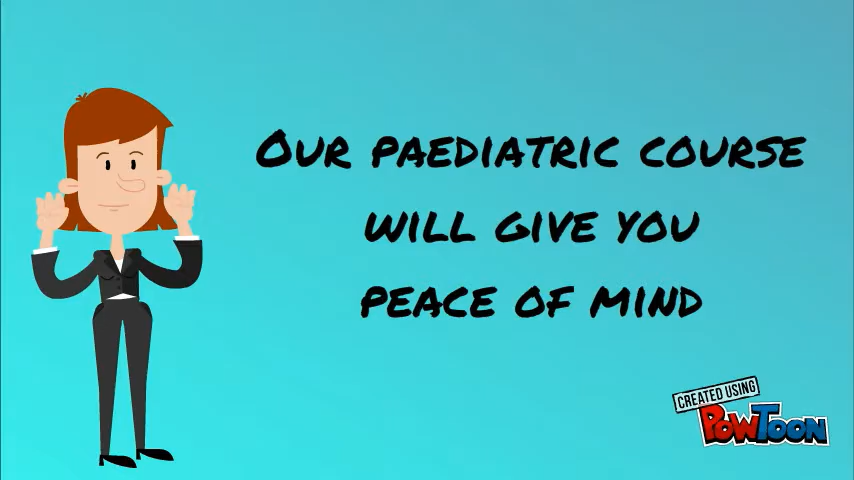 Our paediatric course
will give you
peace of mind
CREATED USING
PowToon